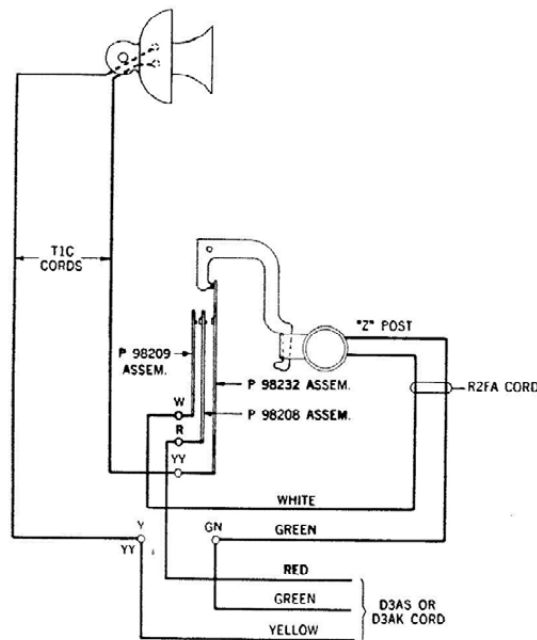 T1C
CORDS
"Z" POST
P 98209
ASSEM.
R2FA CORD
P 98232 ASSEM.
P 98208 ASSEM.
W
R
YY
WHITE
Y
GN
GREEN
YY
RED
GREEN
D3AS OR
D3AK CORD
YELLOW